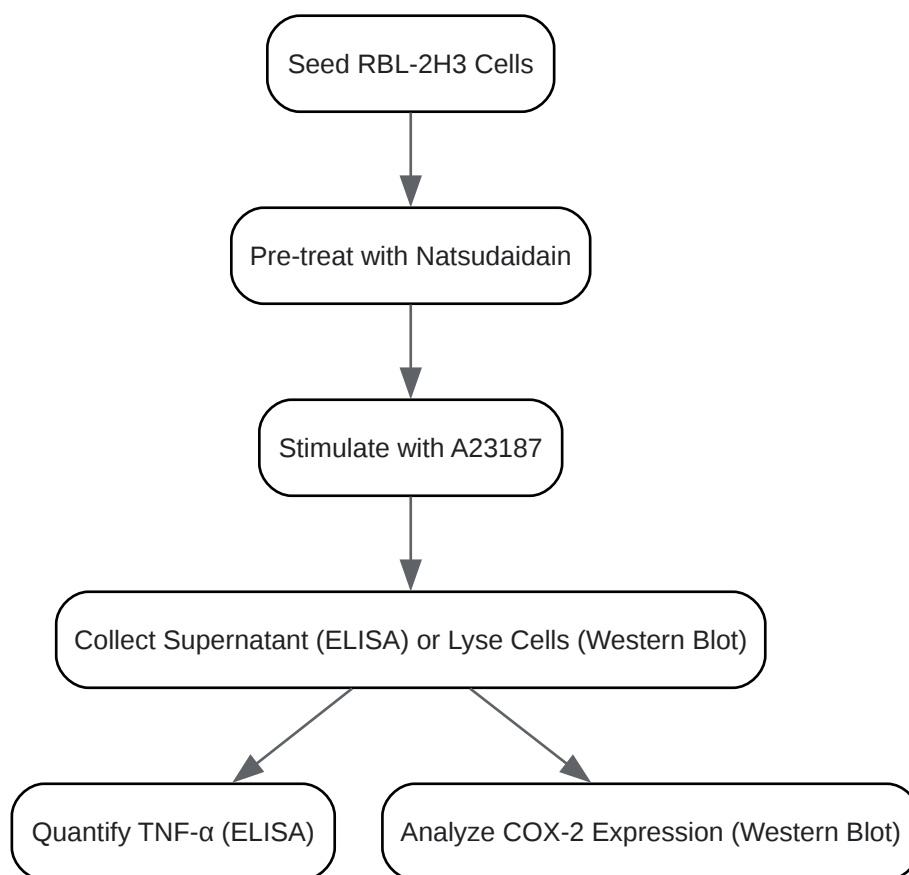 Seed RBL-2H3 Cells
Pre-treat with Natsudaidain
Stimulate with A23187
Collect Supernatant (ELISA) or Lyse Cells (Western Blot)
Quantify TNF-α (ELISA)
Analyze COX-2 Expression (Western Blot)